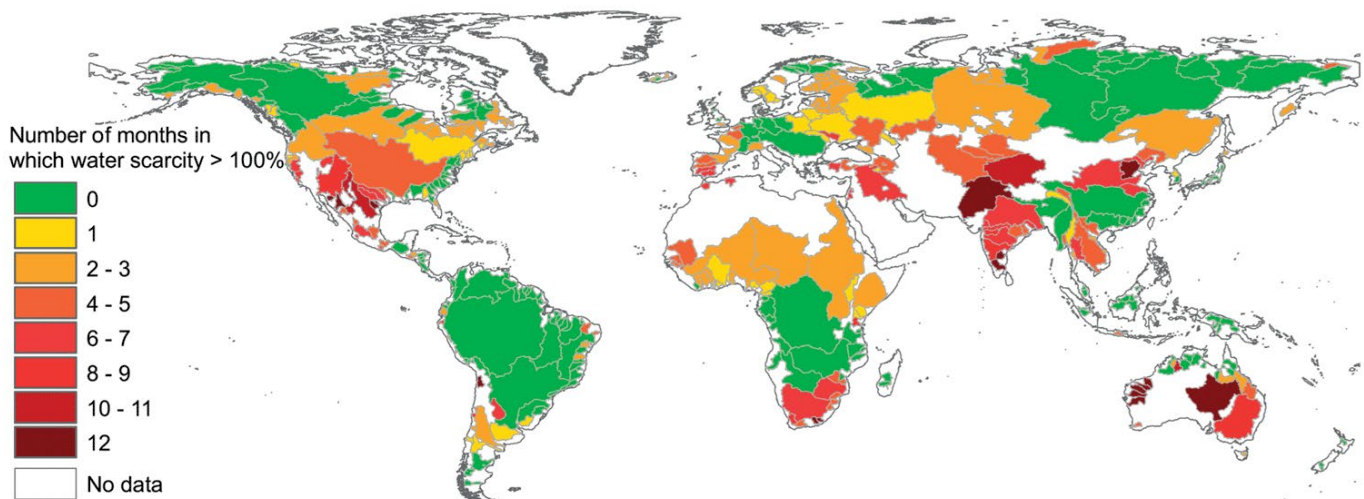 Number of months in
which water scarcity > 100%
0
1
2 - 3
4 - 5
6 - 7
8 - 9
10 - 11
12
No data